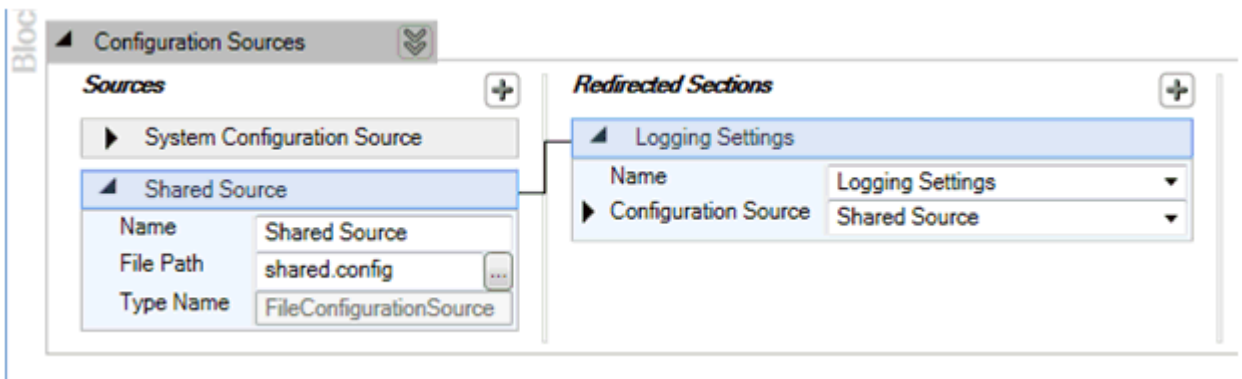 Bloc
Configuration Sources
Sources
System Configuration Source
Shared Source
Name Shared Source
File Path shared.config ...
Type Name FileConfigurationSource
Redirected Sections
Logging Settings
Name Logging Settings
Configuration Source Shared Source